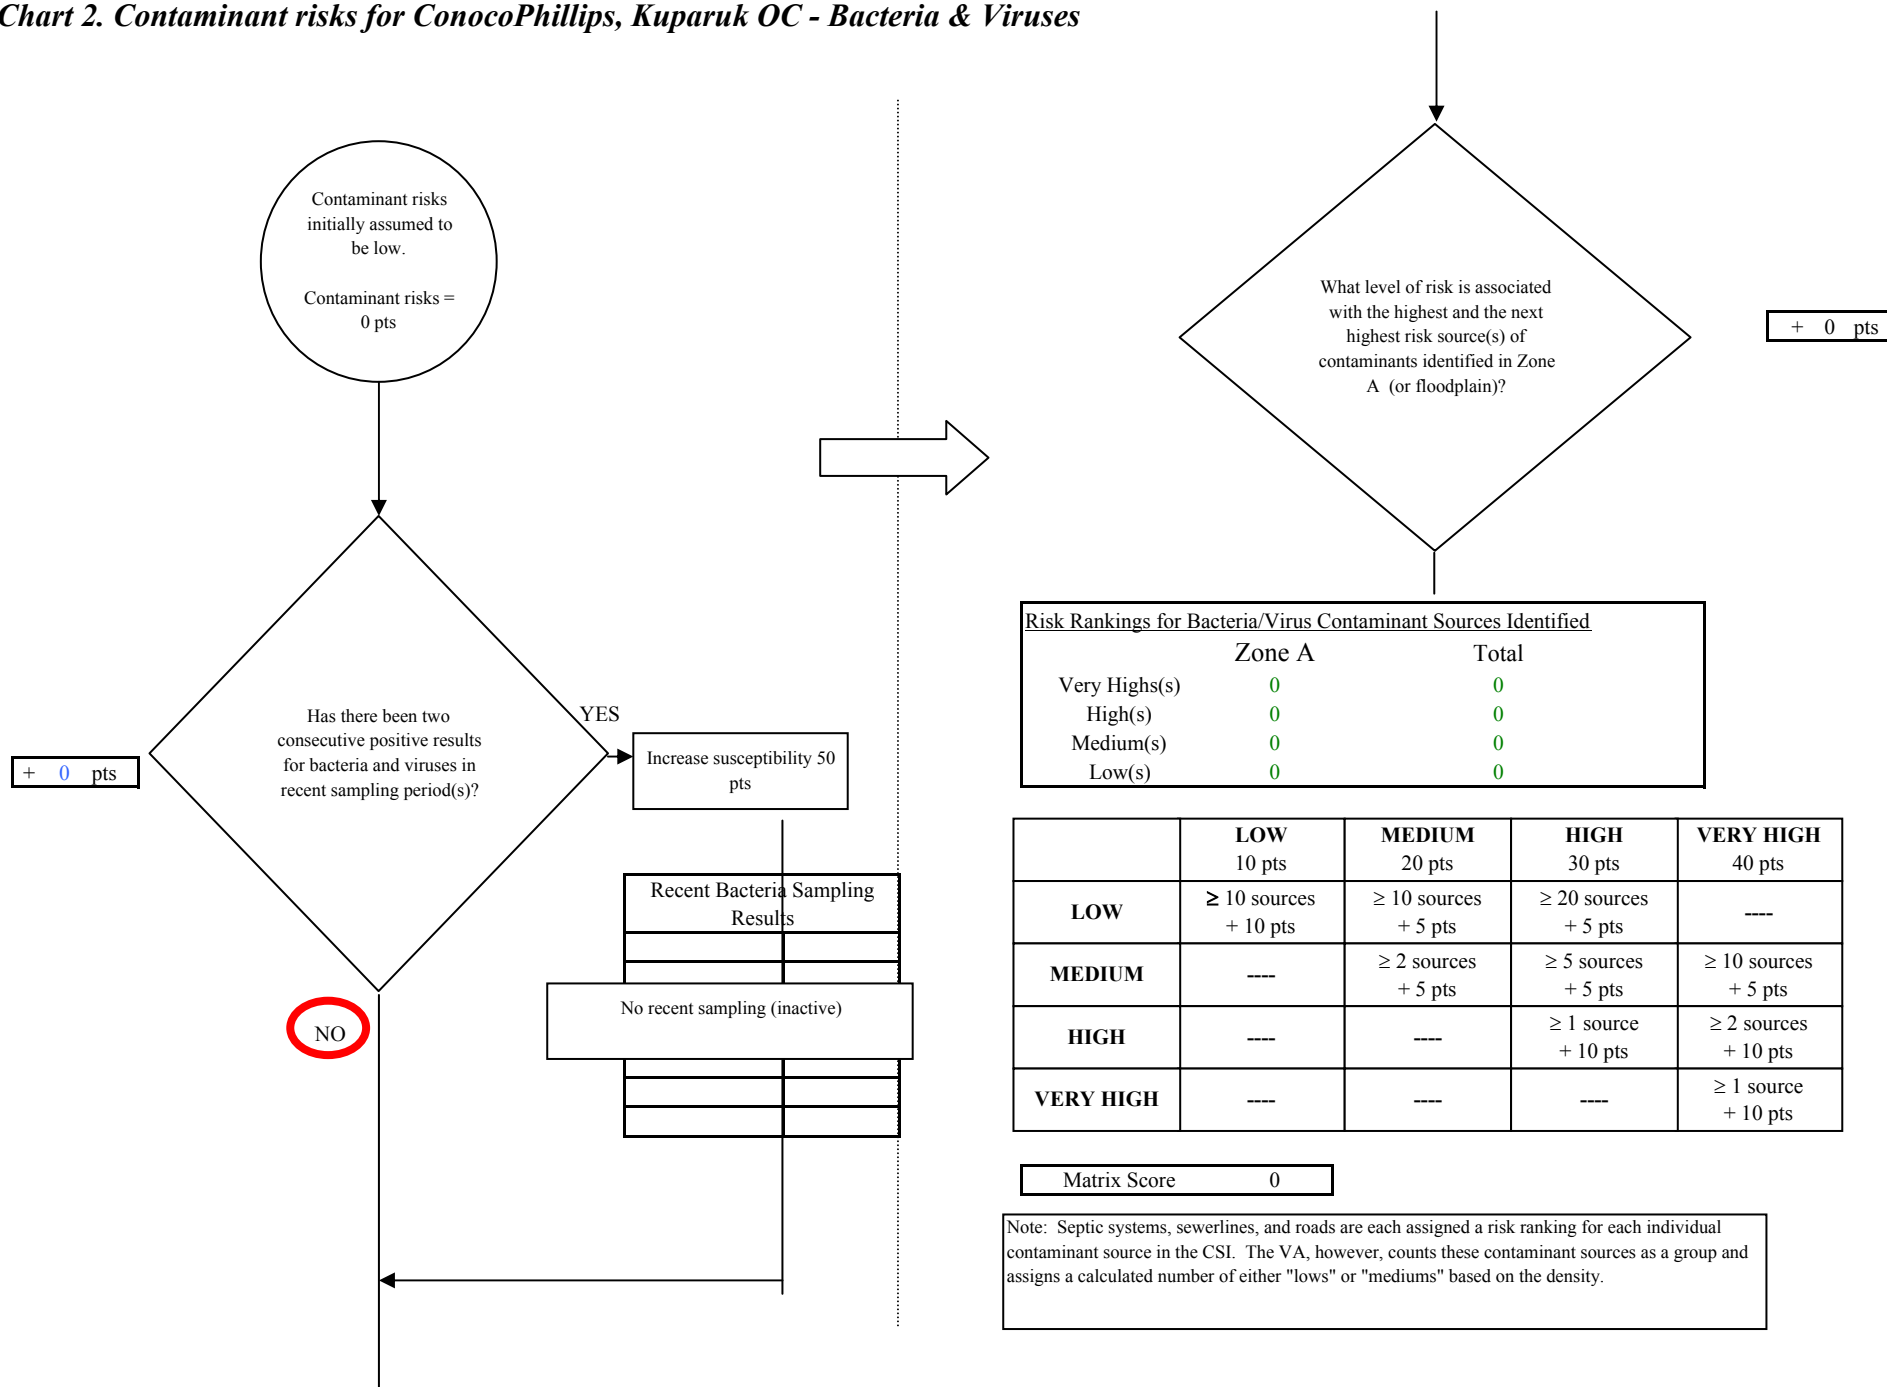 Chart 2. Contaminant risks for ConocoPhillips, Kuparuk OC - Bacteria & Viruses
Contaminant risks
initially assumed to
be low.
Contaminant risks =
0 pts
Has there been two
consecutive positive results
for bacteria and viruses in
recent sampling period(s)?
+ 0 pts
YES
Increase susceptibility 50
pts
Recent Bacteria Sampling
Results
No recent sampling (inactive)
NO
What level of risk is associated
with the highest and the next
highest risk source(s) of
contaminants identified in Zone
A (or floodplain)?
+ 0 pts
Risk Rankings for Bacteria/Virus Contaminant Sources Identified
Zone A Total
Very Highs(s) 0 0
High(s) 0 0
Medium(s) 0 0
Low(s) 0 0
LOW MEDIUM HIGH VERY HIGH
10 pts 20 pts 30 pts 40 pts
LOW ≥ 10 sources ≥ 10 sources ≥ 20 sources ----
+ 10 pts + 5 pts + 5 pts
MEDIUM ---- ≥ 2 sources ≥ 5 sources ≥ 10 sources
+ 5 pts + 5 pts + 5 pts
HIGH ---- ---- ≥ 1 source ≥ 2 sources
+ 10 pts + 10 pts
VERY HIGH ---- ---- ---- ≥ 1 source
+ 10 pts
Matrix Score 0
Note: Septic systems, sewerlines, and roads are each assigned a risk ranking for each individual
contaminant source in the CSI. The VA, however, counts these contaminant sources as a group and
assigns a calculated number of either "lows" or "mediums" based on the density.